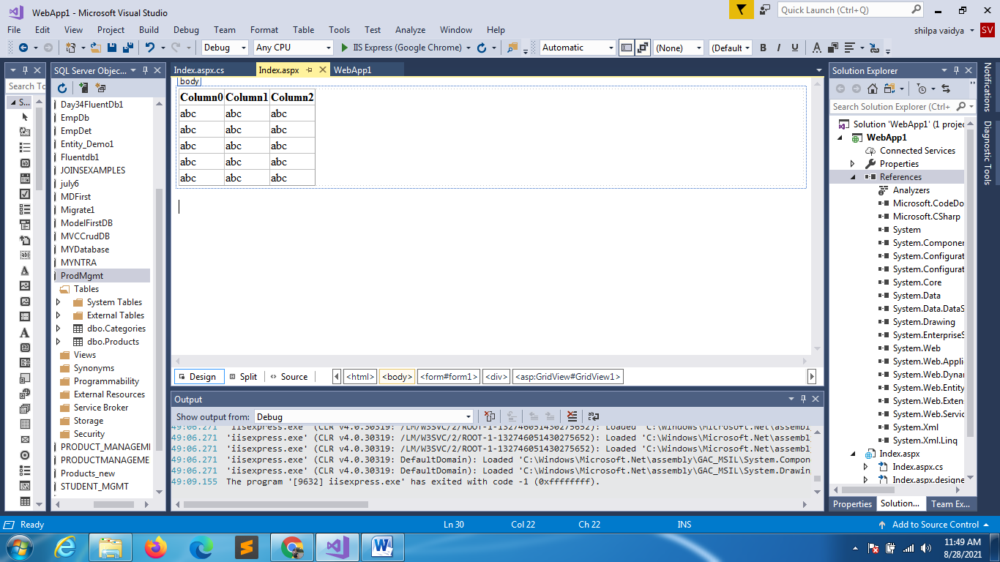 WebApp1 - Microsoft Visual Studio
Quick Launch (Ctrl+Q)
File Edit View Project Build Debug Team Format Table Tools Test Analyze Window Help
shilpa vaidya SV
Debug Any CPU IIS Express (Google Chrome) Automatic (None) (Default B I U A
Search To
S...
SQL Server Objec...
Day34FluentDb1
EmpDb
EmpDet
Entity_Demo1
Fluentdb1
JOINSEXAMPLES
july6
MDFirst
Migrate1
ModelFirstDB
MVCCrudDB
MYDatabase
MYNTRA
ProdMgmt
Tables
System Tables
External Tables
dbo.Categories
dbo.Products
Views
Synonyms
Programmability
External Resources
Service Broker
Storage
Security
PRODUCT_MANAGEMI
PRODUCTMANAGEME
Products_new
STUDENT_MGMT
Index.aspx.cs Index.aspx WebApp1
body
Column0 Column1 Column2
abc abc abc
abc abc abc
abc abc abc
abc abc abc
abc abc abc
Design Split Source <html> <body> <form#form1> <div> <asp:GridView#GridView1>
Output
Show output from: Debug
49:06.271 'iisexpress.exe' (CLR v4.0.30319: /LM/W3SVC/2/ROOT-1-132746051430275652): Loaded 'C:\Windows\Microsoft.Net\assembl
49:06.271 'iisexpress.exe' (CLR v4.0.30319: /LM/W3SVC/2/ROOT-1-132746051430275652): Loaded 'C:\Windows\Microsoft.Net\assembl
49:06.271 'iisexpress.exe' (CLR v4.0.30319: /LM/W3SVC/2/ROOT-1-132746051430275652): Loaded 'C:\Windows\Microsoft.Net\assembl
49:06.271 'iisexpress.exe' (CLR v4.0.30319: DefaultDomain): Loaded 'C:\Windows\Microsoft.Net\assembly\GAC_MSIL\System.Compo
49:06.271 'iisexpress.exe' (CLR v4.0.30319: DefaultDomain): Loaded 'C:\Windows\Microsoft.Net\assembly\GAC_MSIL\System.Drawin
49:09.155 The program '[9632] iisexpress.exe' has exited with code -1 (0xffffffff).
Solution Explorer
Search Solution Explorer (Ctrl+
Solution 'WebApp1' (1 projec
WebApp1
Connected Services
Properties
References
Analyzers
Microsoft.CodeDo
Microsoft.CSharp
System
System.Componer
System.Configurat
System.Configurat
System.Core
System.Data
System.Data.DataS
System.Drawing
System.EnterpriseS
System.Web
System.Web.Appli
System.Web.Dyna
System.Web.Entity
System.Web.Exten
System.Web.Servic
System.Xml
System.Xml.Linq
Index.aspx
Index.aspx.cs
Index.aspx.designe
Properties Solution... Team Ex...
Notifications
Diagnostic Tools
Ready Ln 30 Col 22 Ch 22 INS Add to Source Control
11:49 AM
8/28/2021